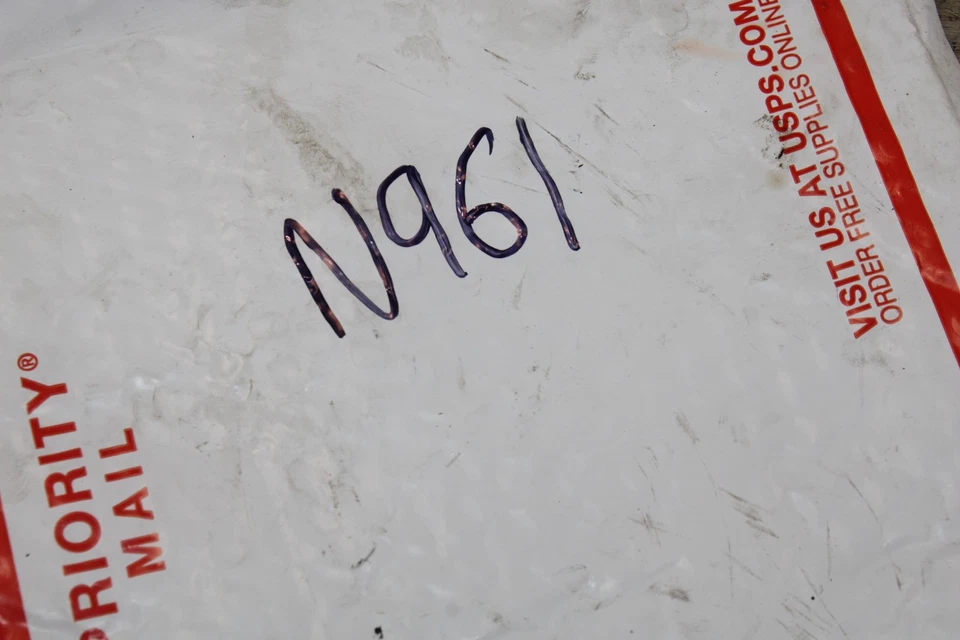 N961
VISIT US AT USPS.COM
ORDER FREE SUPPLIES ONLINE
PRIORITY®
MAIL